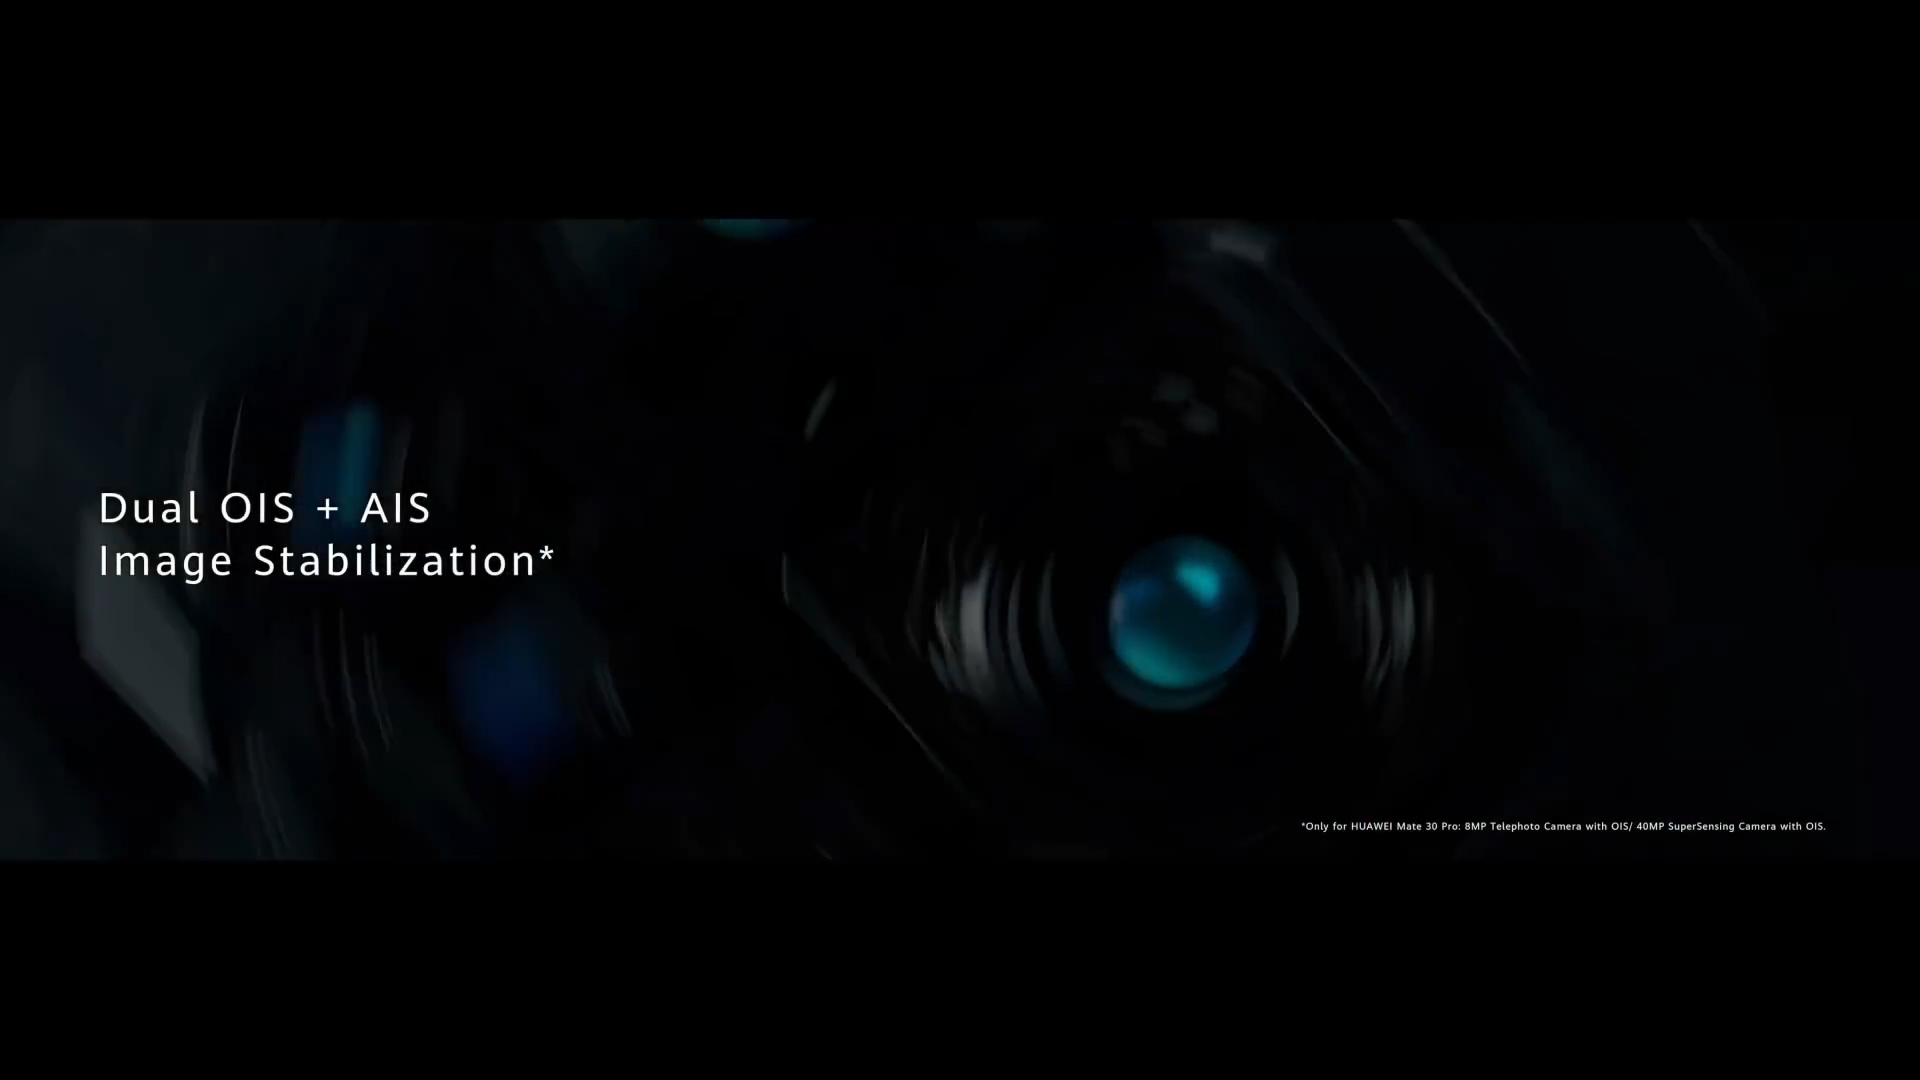 Dual OIS + AIS
Image Stabilization*
*Only for HUAWEI Mate 30 Pro: 8MP Telephoto Camera with OIS/ 40MP SuperSensing Camera with OIS.